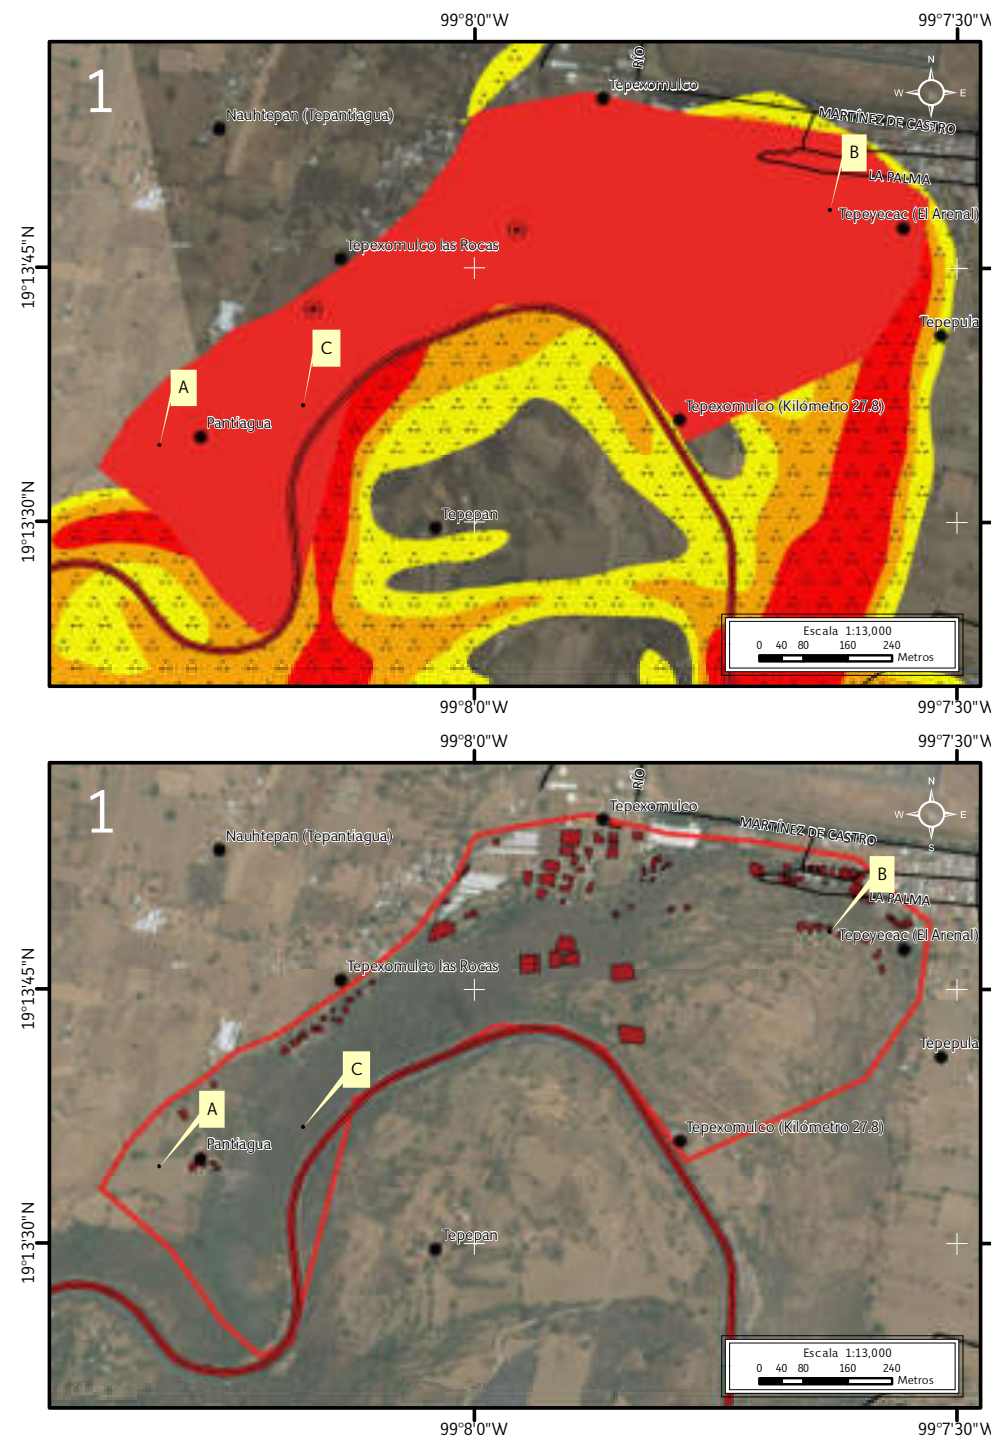 99°8'0"W
99°7'30"W
1
RÍO
N
W
E
Tepexomulco
Nauhtepan (Tepantiagua)
MARTÍNEZ DE CASTRO
B
LA PALMA
Tepeyecac (El Arenal)
Tepexomulco las Rocas
19°13'45"N
Tepepula
C
A
Tepexomulco (Kilómetro 27.8)
Pantiagua
Tepepan
19°13'30"N
Escala 1:13,000
0 40 80 160 240
Metros
99°8'0"W
99°7'30"W
99°8'0"W
99°7'30"W
1
RÍO
N
W
E
S
Tepexomulco
Nauhtepan (Tepantiagua)
MARTÍNEZ DE CASTRO
B
LA PALMA
Tepeyecac (El Arenal)
Tepexomulco las Rocas
19°13'45"N
Tepepula
C
A
Tepexomulco (Kilómetro 27.8)
Pantiagua
Tepepan
19°13'30"N
Escala 1:13,000
0 40 80 160 240
Metros
99°8'0"W
99°7'30"W